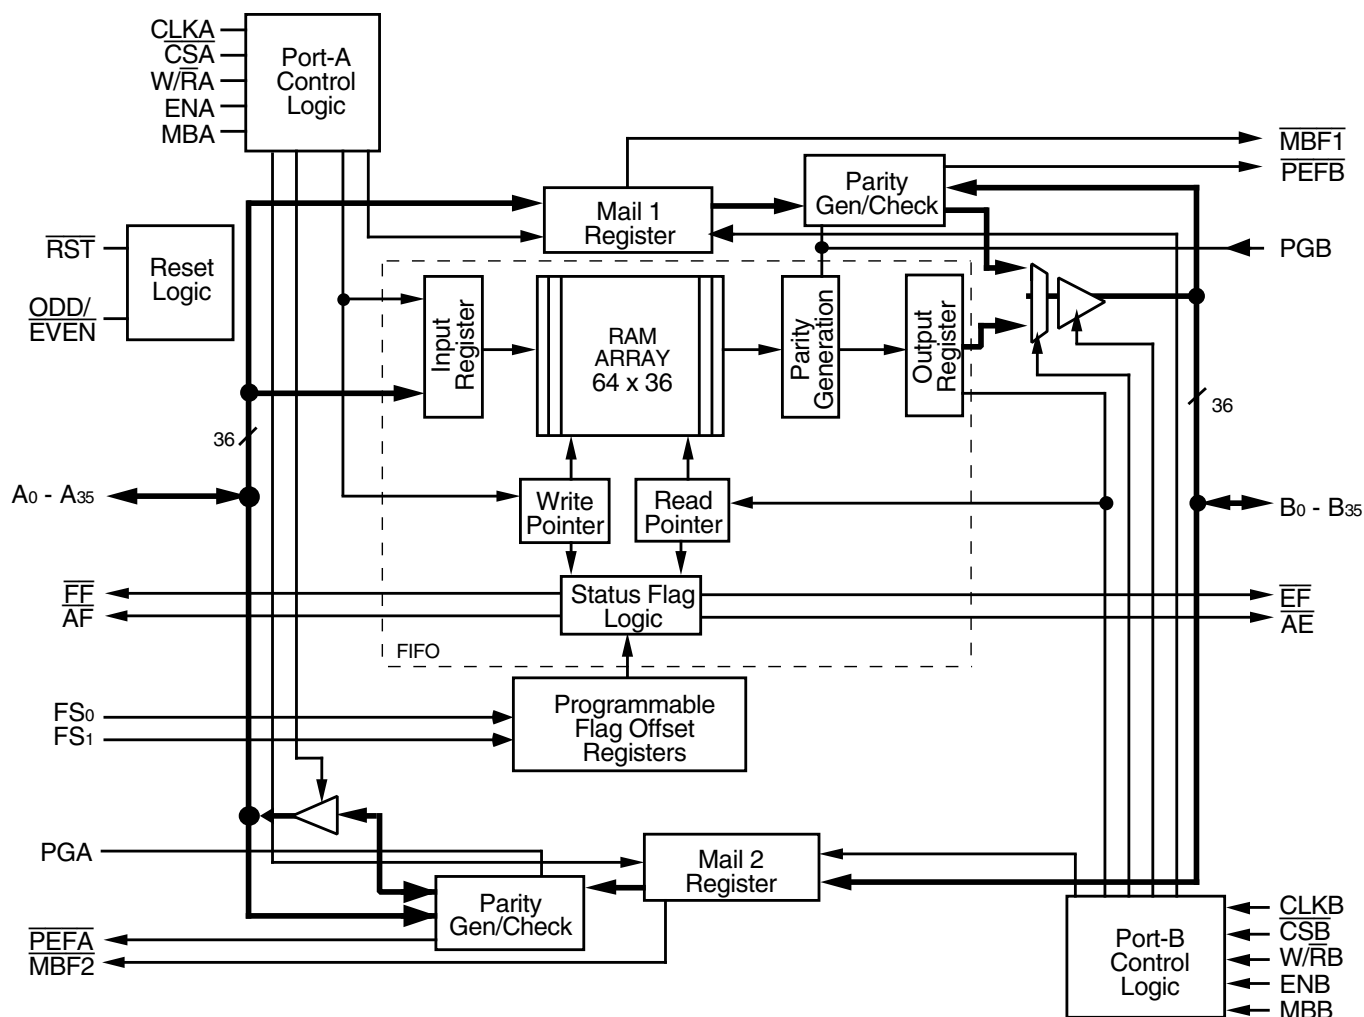 CLKA
CSA
W/RA
ENA
MBA
Port-A
Control
Logic
MBF1
PEFB
Parity
Gen/Check
Mail 1
Register
RST
ODD/
EVEN
Reset
Logic
PGB
Input
Register
RAM
ARRAY
64 x 36
Parity
Generation
Output
Register
36
36
A0 - A35
Write
Pointer
Read
Pointer
B0 - B35
FF
AF
Status Flag
Logic
EF
AE
FIFO
FS0
FS1
Programmable
Flag Offset
Registers
PGA
Mail 2
Register
Parity
Gen/Check
PEFA
MBF2
Port-B
Control
Logic
CLKB
CSB
W/RB
ENB
MBB